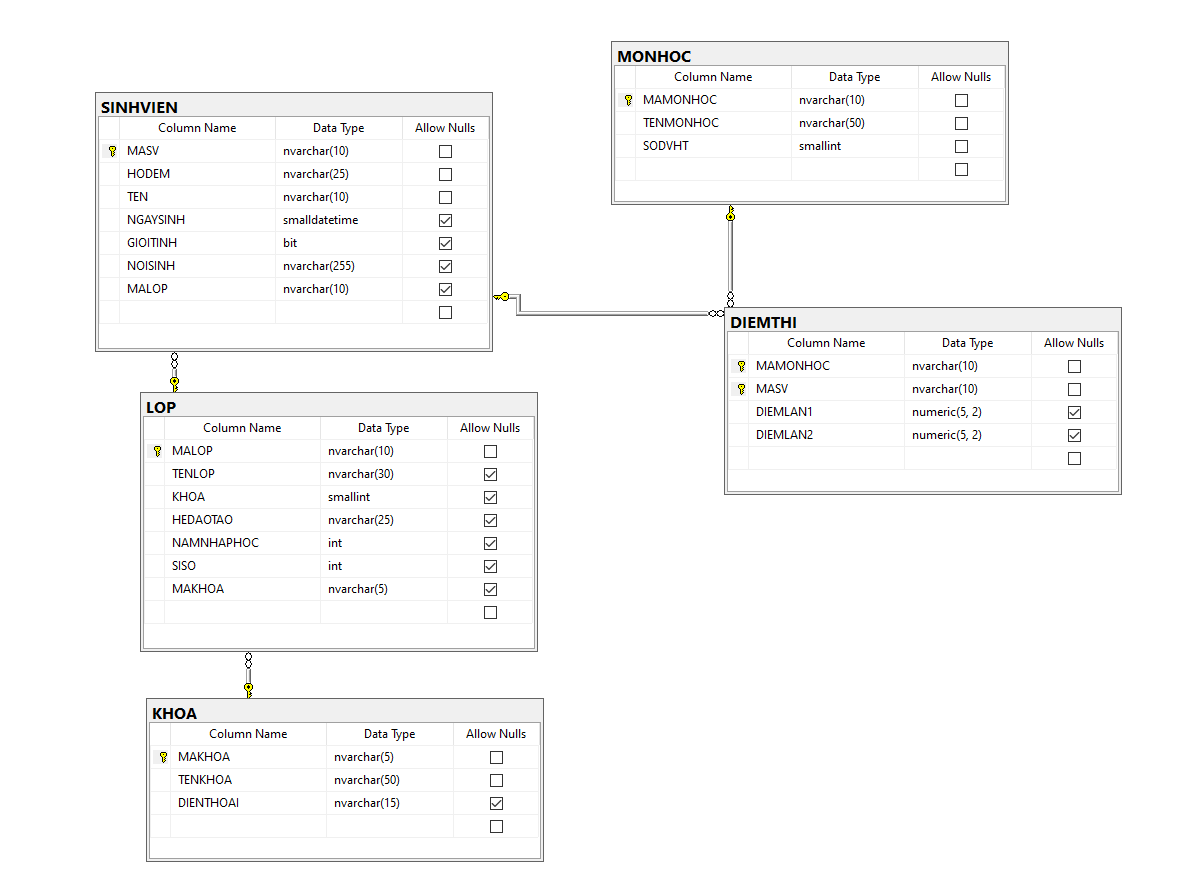 SINHVIEN
Column Name Data Type Allow Nulls
MASV nvarchar(10)
HODEM nvarchar(25)
TEN nvarchar(10)
NGAYSINH smalldatetime
GIOITINH bit
NOISINH nvarchar(255)
MALOP nvarchar(10)
MONHOC
Column Name Data Type Allow Nulls
MAMONHOC nvarchar(10)
TENMONHOC nvarchar(50)
SODVHT smallint
DIEMTHI
Column Name Data Type Allow Nulls
MAMONHOC nvarchar(10)
MASV nvarchar(10)
DIEMLAN1 numeric(5, 2)
DIEMLAN2 numeric(5, 2)
LOP
Column Name Data Type Allow Nulls
MALOP nvarchar(10)
TENLOP nvarchar(30)
KHOA smallint
HEDAOTAO nvarchar(25)
NAMNHAPHOC int
SISO int
MAKHOA nvarchar(5)
KHOA
Column Name Data Type Allow Nulls
MAKHOA nvarchar(5)
TENKHOA nvarchar(50)
DIENTHOAI nvarchar(15)